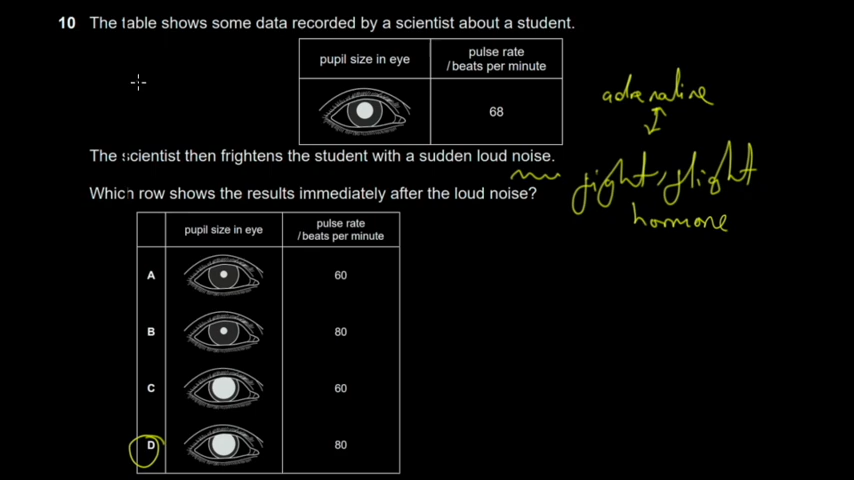 10 The table shows some data recorded by a scientist about a student.
pupil size in eye
pulse rate
/beats per minute
68
adrenaline
The scientist then frightens the student with a sudden loud noise.
fight, flight
hormone
Which row shows the results immediately after the loud noise?
pupil size in eye
pulse rate
/beats per minute
A 60
B 80
C 60
D 80